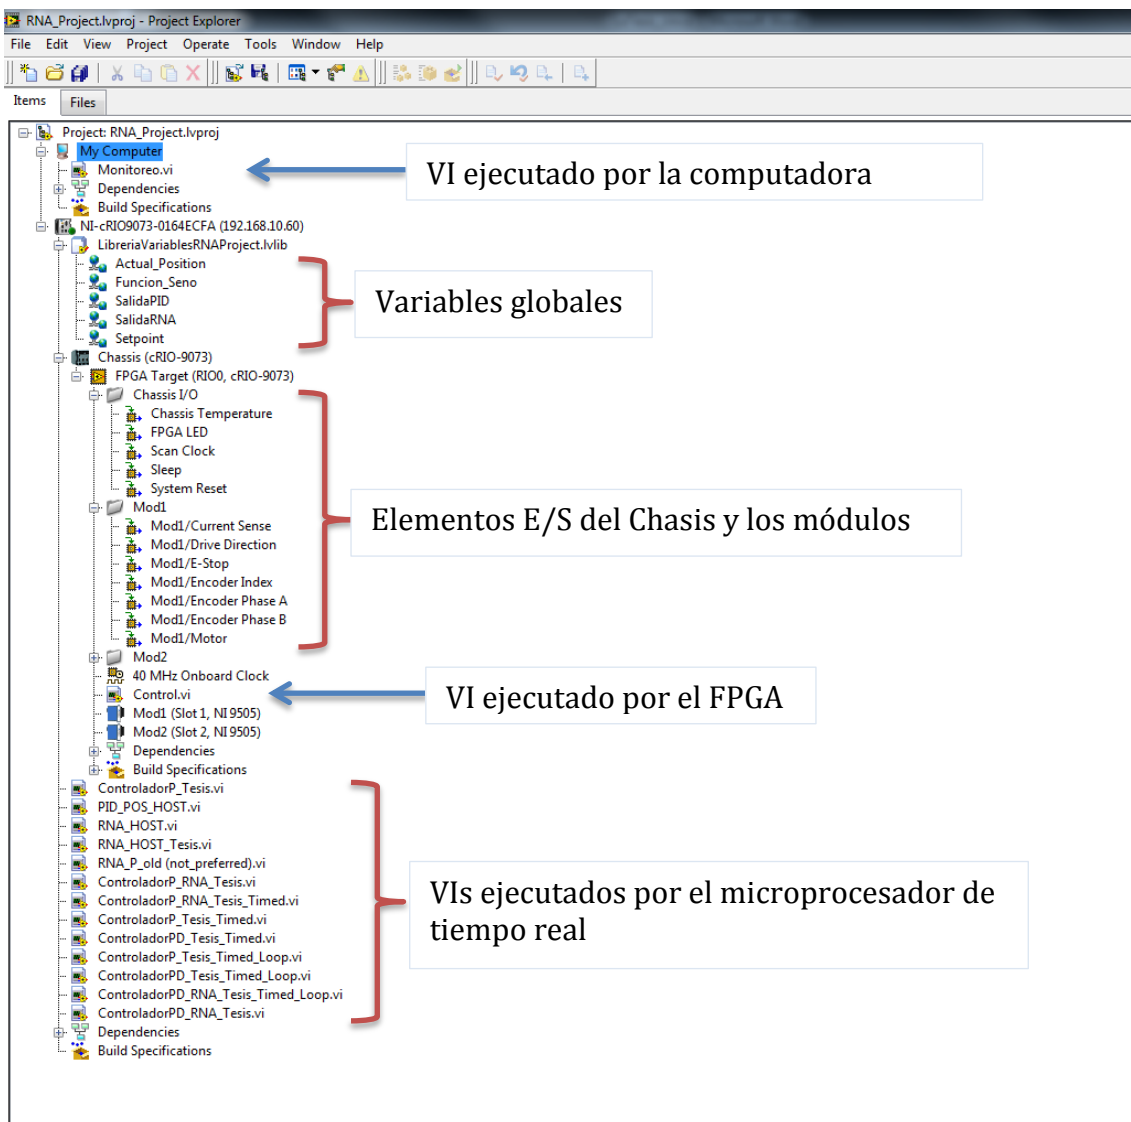 RNA_Project.lvproj - Project Explorer
File Edit View Project Operate Tools Window Help
Items Files
Project: RNA_Project.lvproj
My Computer
Monitoreo.vi
VI ejecutado por la computadora
Dependencies
Build Specifications
NI-cRIO9073-0164ECFA (192.168.10.60)
LibreriaVariablesRNAProject.lvlib
Actual_Position
Funcion_Seno
SalidaPID
Variables globales
SalidaRNA
Setpoint
Chassis (cRIO-9073)
FPGA Target (RIO0, cRIO-9073)
Chassis I/O
Chassis Temperature
FPGA LED
Scan Clock
Sleep
System Reset
Mod1
Elementos E/S del Chasis y los módulos
Mod1/Current Sense
Mod1/Drive Direction
Mod1/E-Stop
Mod1/Encoder Index
Mod1/Encoder Phase A
Mod1/Encoder Phase B
Mod1/Motor
Mod2
40 MHz Onboard Clock
Control.vi
VI ejecutado por el FPGA
Mod1 (Slot 1, NI 9505)
Mod2 (Slot 2, NI 9505)
Dependencies
Build Specifications
ControladorP_Tesis.vi
PID_POS_HOST.vi
RNA_HOST.vi
RNA_HOST_Tesis.vi
RNA_P_old (not_preferred).vi
ControladorP_RNA_Tesis.vi
ControladorP_RNA_Tesis_Timed.vi
ControladorP_Tesis_Timed.vi
ControladorPD_Tesis_Timed.vi
ControladorP_Tesis_Timed_Loop.vi
ControladorPD_Tesis_Timed_Loop.vi
ControladorPD_RNA_Tesis_Timed_Loop.vi
ControladorPD_RNA_Tesis.vi
VIs ejecutados por el microprocesador de
tiempo real
Dependencies
Build Specifications